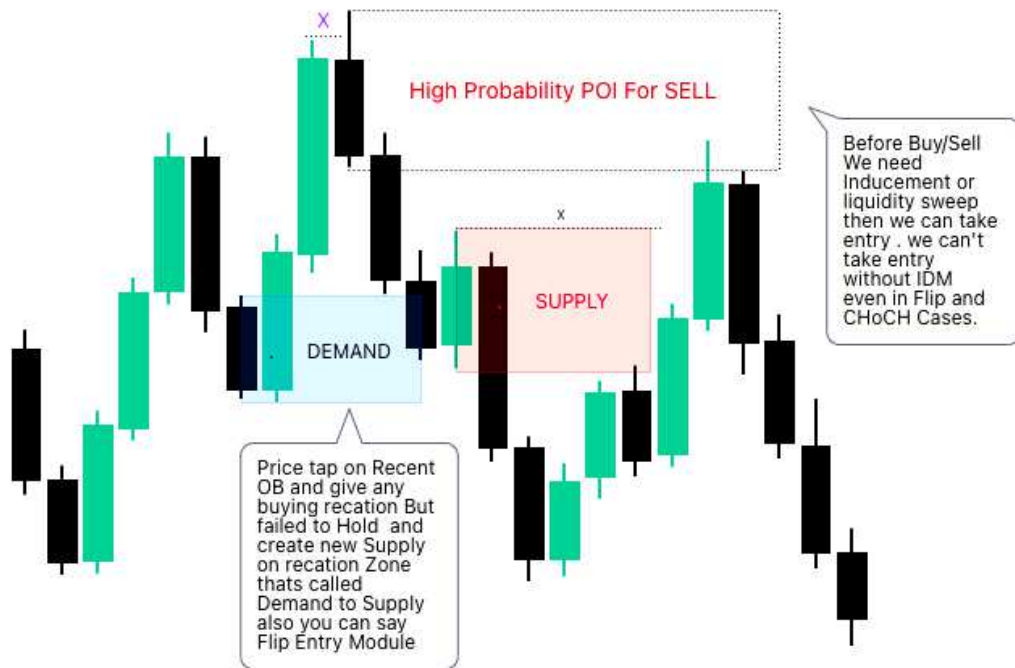 X
High Probability POI For SELL
Before Buy/Sell
We need
Inducement or
liquidity sweep
then we can take
entry . we can't
take entry
without IDM
even in Flip and
CHoCH Cases.
x
SUPPLY
DEMAND
Price tap on Recent
OB and give any
buying recation But
failed to Hold  and
create new Supply
on recation Zone
thats called
Demand to Supply
also you can say
Flip Entry Module